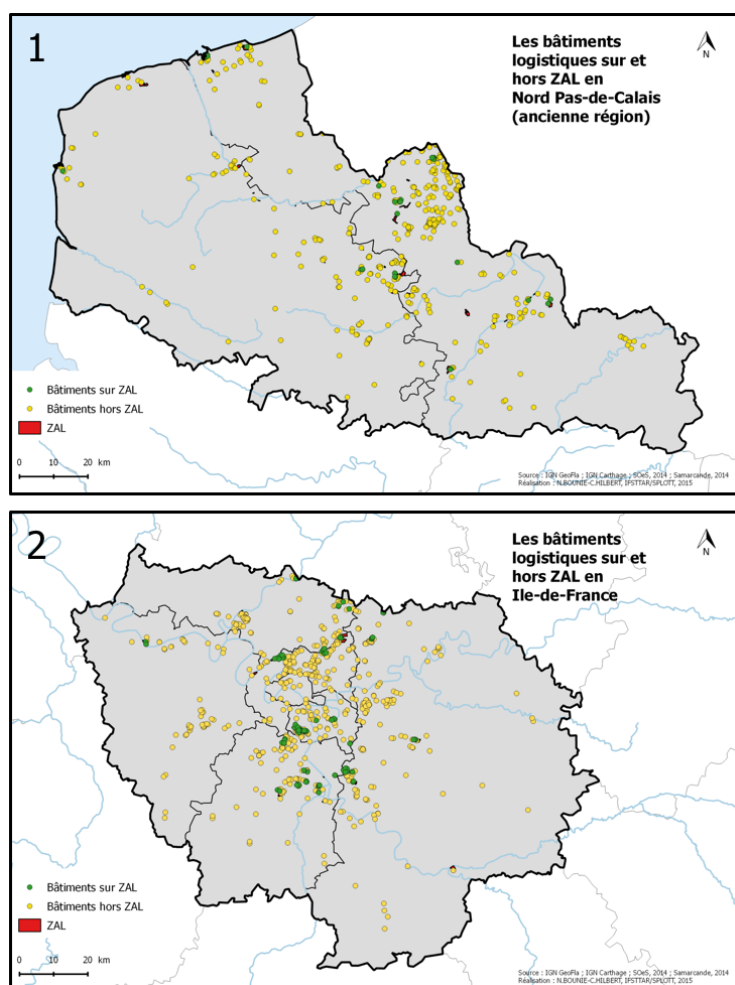 1
Les bâtiments
logistiques sur et
hors ZAL en
Nord Pas-de-Calais
(ancienne région)
N
Bâtiments sur ZAL
Bâtiments hors ZAL
ZAL
0 10 20 km
Source : IGN GeoFla ; IGN Carthage ; SOeS, 2014 ; Samarcande, 2014
Réalisation : N.BOUNIE-C.HILBERT, IFSTTAR/SPLOTT, 2015
2
Les bâtiments
logistiques sur et
hors ZAL en
Ile-de-France
N
Bâtiments sur ZAL
Bâtiments hors ZAL
ZAL
0 10 20 km
Source : IGN GeoFla ; IGN Carthage ; SOeS, 2014 ; Samarcande, 2014
Réalisation : N.BOUNIE-C.HILBERT, IFSTTAR/SPLOTT, 2015